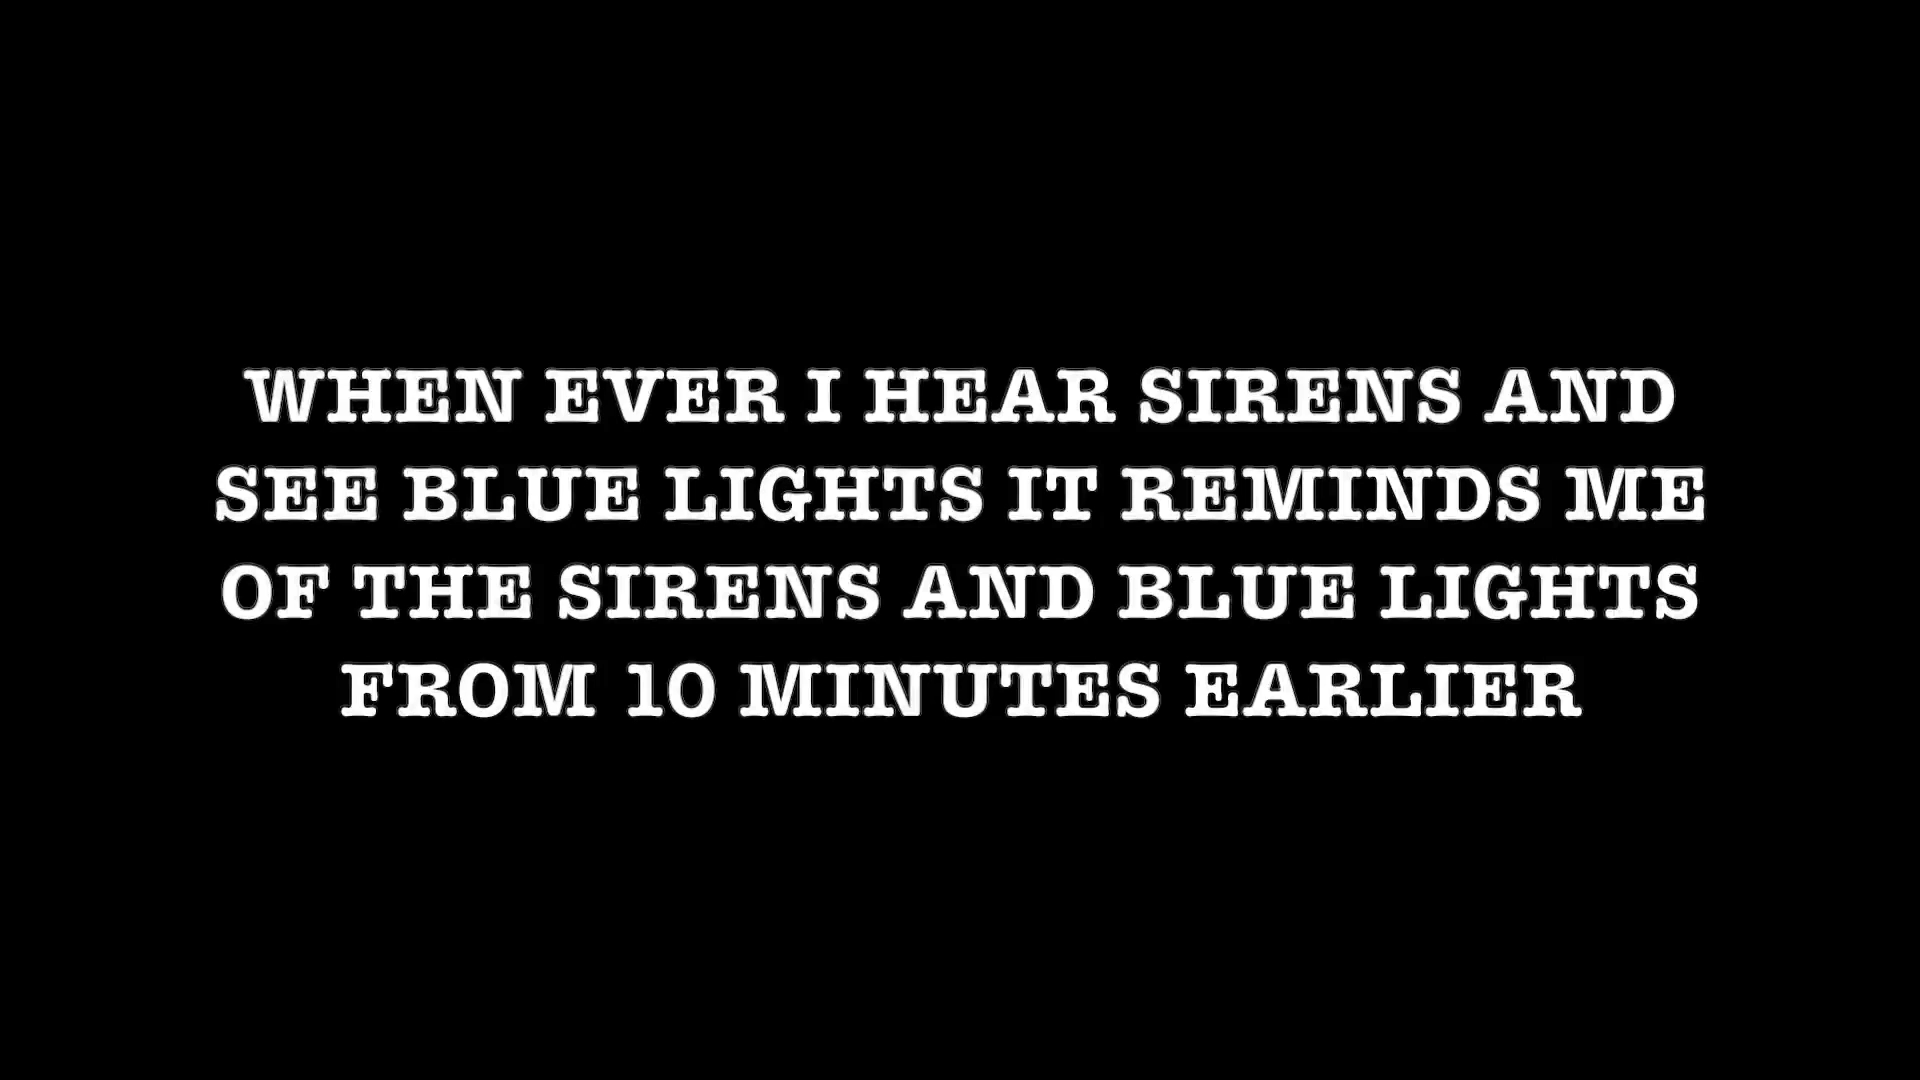 WHEN EVER I HEAR SIRENS AND
SEE BLUE LIGHTS IT REMINDS ME
OF THE SIRENS AND BLUE LIGHTS
FROM 10 MINUTES EARLIER